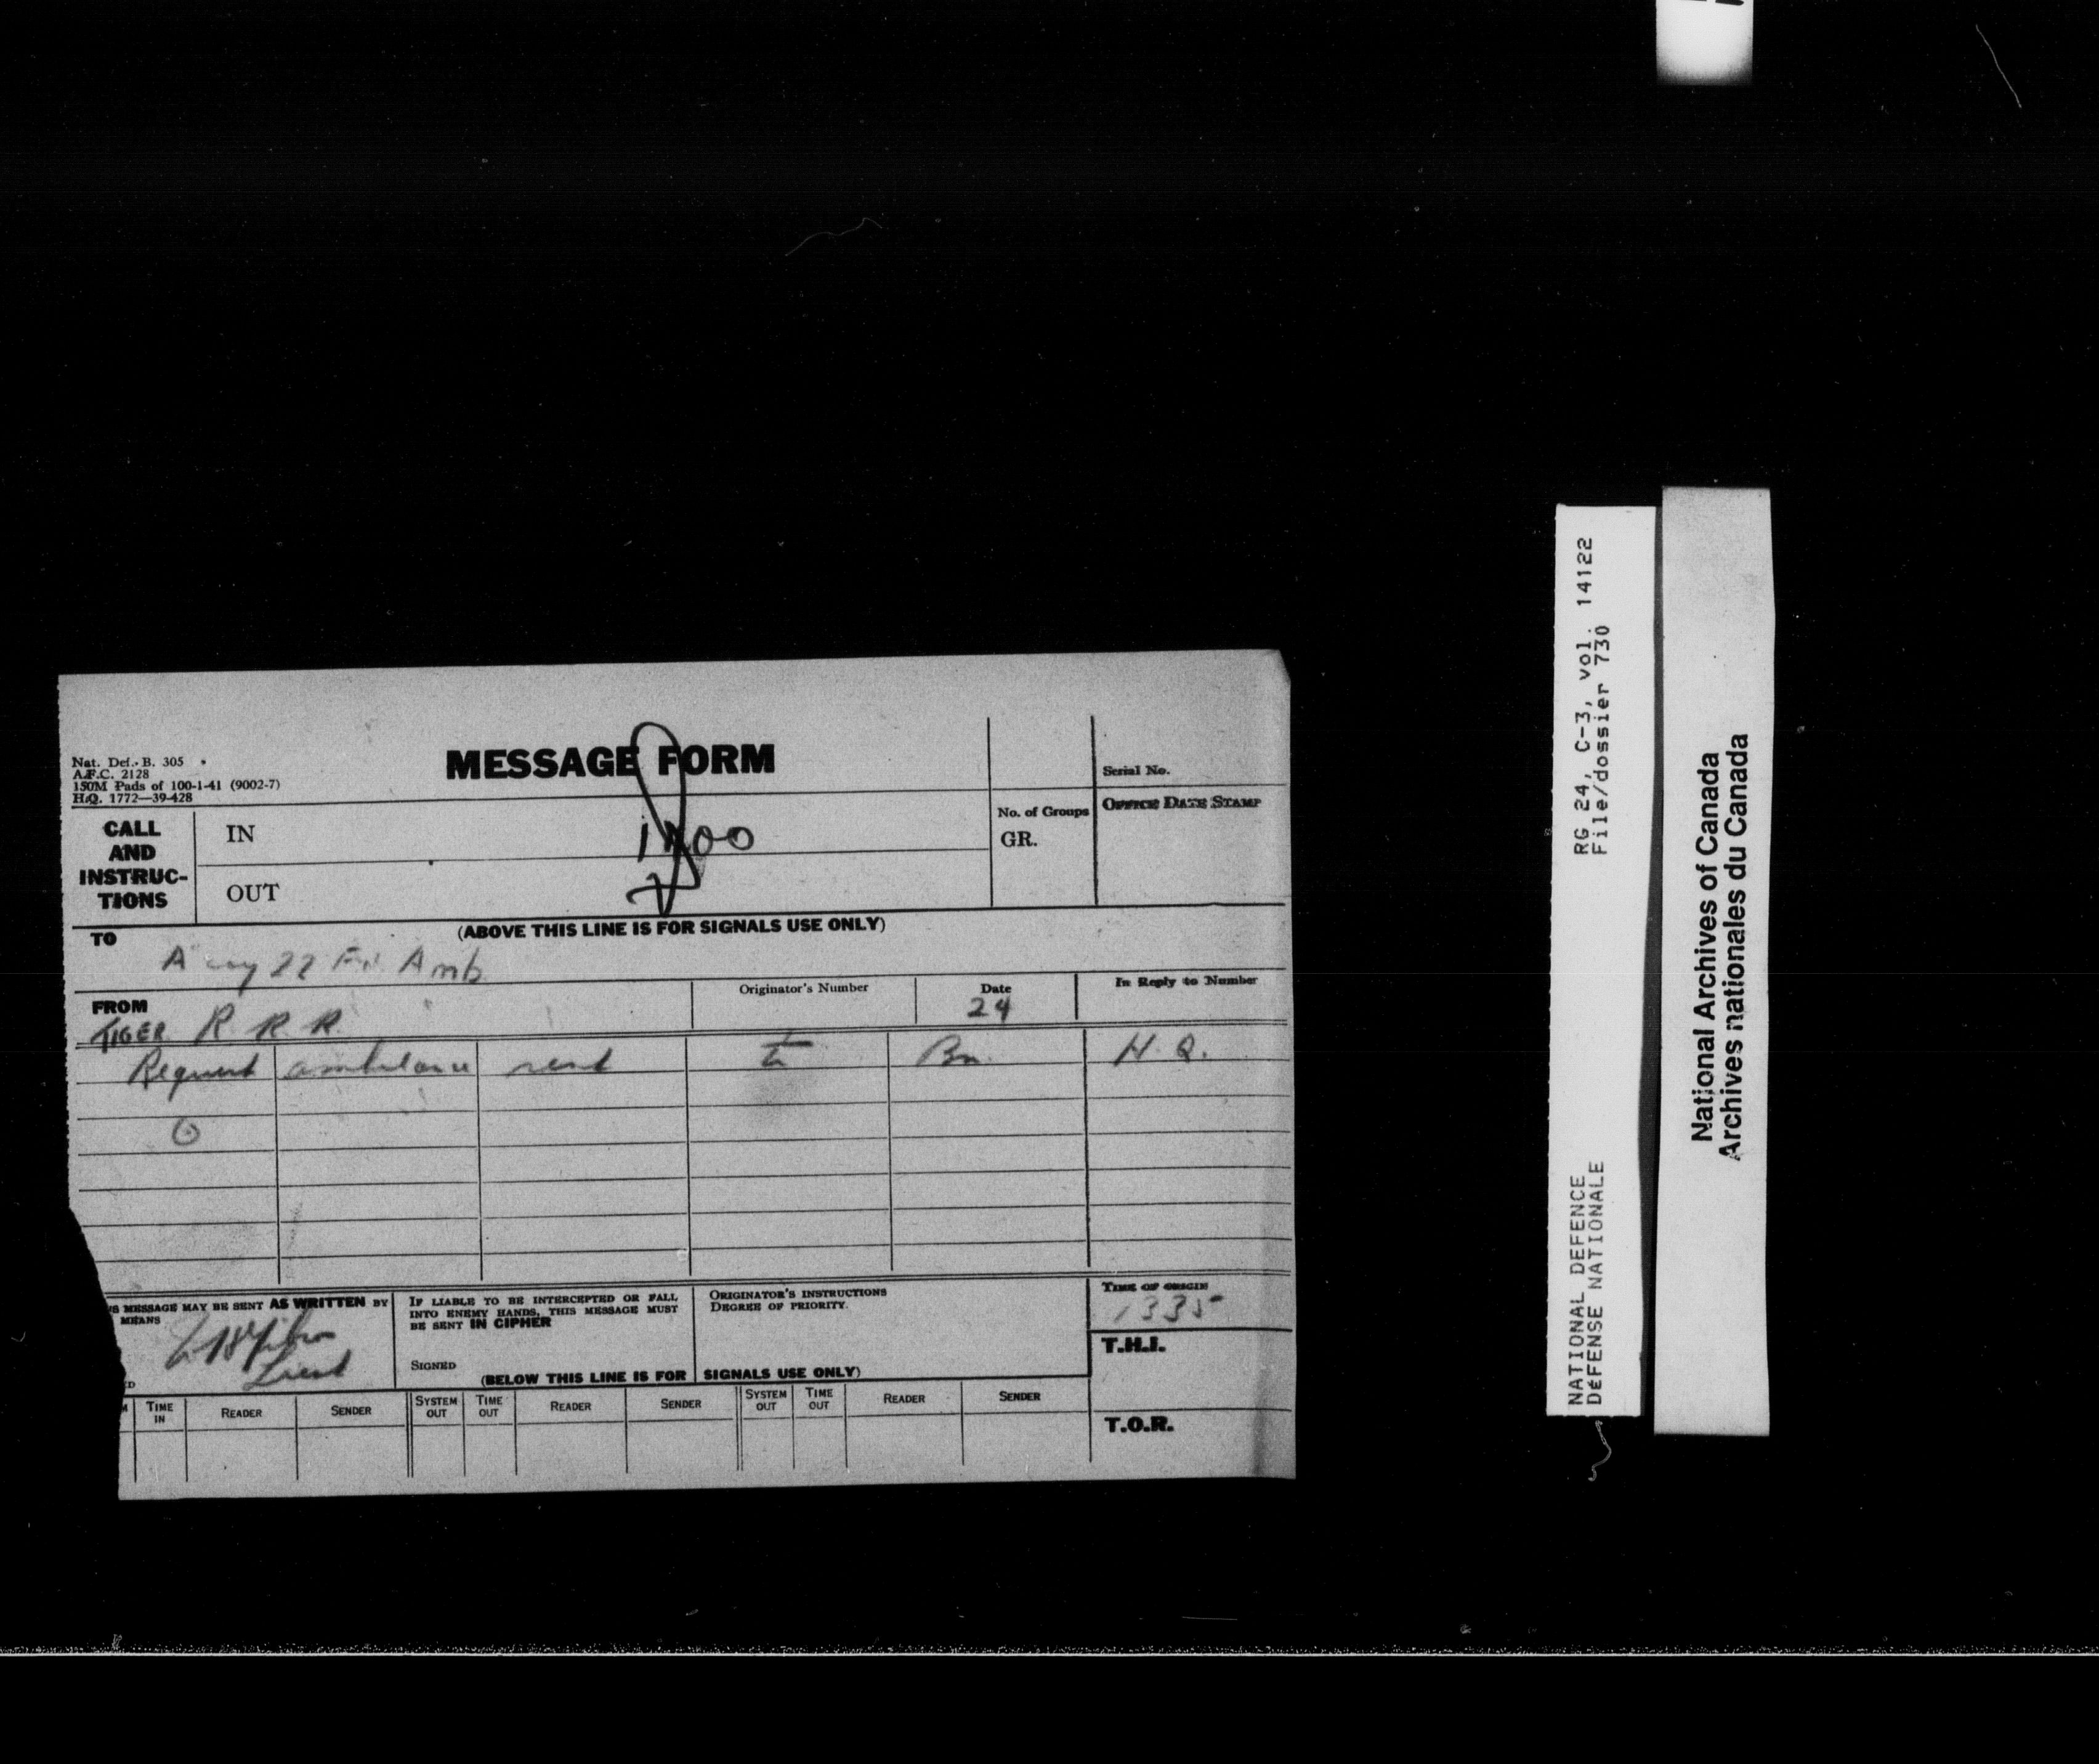 Nat. Def. B. 305
A.F.C. 2128
150M Pads of 100-1-41 (9002-7)
H.Q. 1772—39-428
MESSAGE FORM
Serial No.
CALL AND INSTRUC-TIONS
IN
OUT
No. of Groups
GR.
OFFICE DATE STAMP
(ABOVE THIS LINE IS FOR SIGNALS USE ONLY)
TO
A 22 Amb
FROM
TIGER R R R
Originator's Number
Date
24
In Reply to Number
Request ambulance sent to Bn. H.Q.
S MESSAGE MAY BE SENT AS WRITTEN BY
MEANS
Lieut
IF LIABLE TO BE INTERCEPTED OR FALL
INTO ENEMY HANDS, THIS MESSAGE MUST
BE SENT IN CIPHER
SIGNED
ORIGINATOR'S INSTRUCTIONS
DEGREE OF PRIORITY.
TIME OF ORIGIN
1335
T.H.I.
(BELOW THIS LINE IS FOR SIGNALS USE ONLY)
M TIME IN READER SENDER SYSTEM OUT TIME OUT READER SENDER SYSTEM OUT TIME OUT READER SENDER
T.O.R.
RG 24, C-3, vol. 14122
File/dossier 730
NATIONAL DEFENCE
DÉFENSE NATIONALE
National Archives of Canada
Archives nationales du Canada